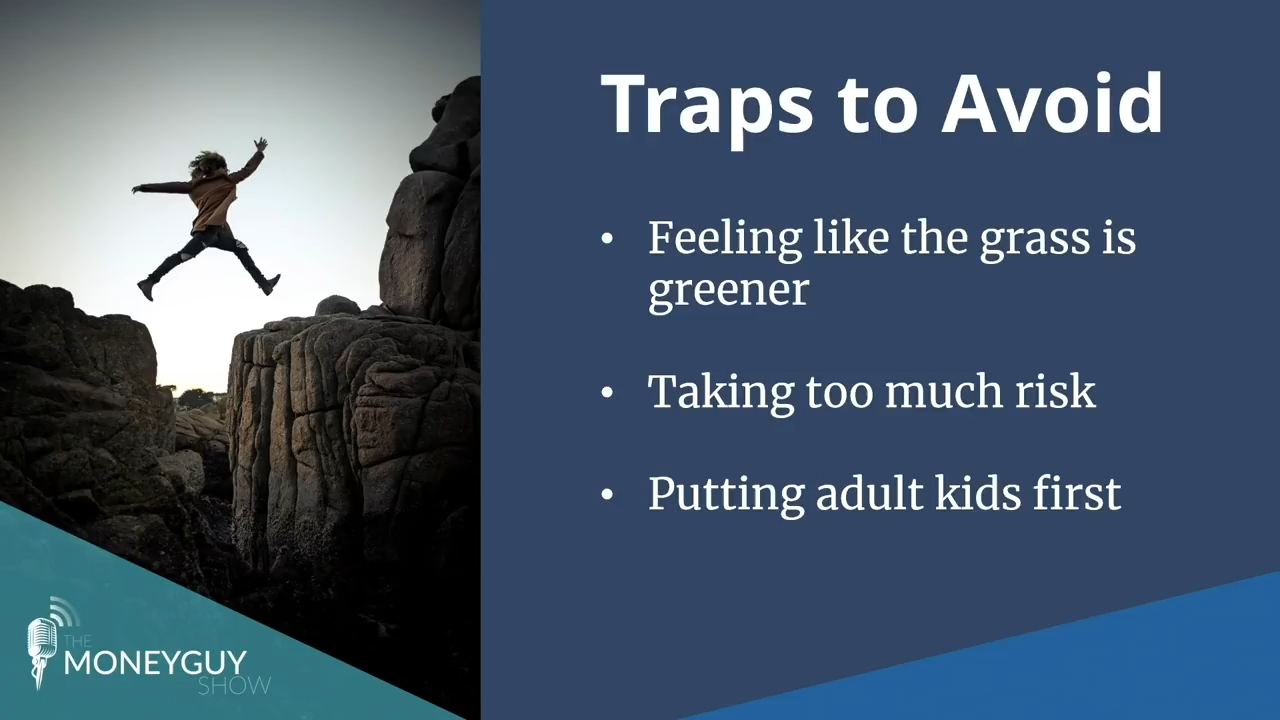 Traps to Avoid
• Feeling like the grass is
greener
• Taking too much risk
• Putting adult kids first
THE
MONEYGUY
SHOW